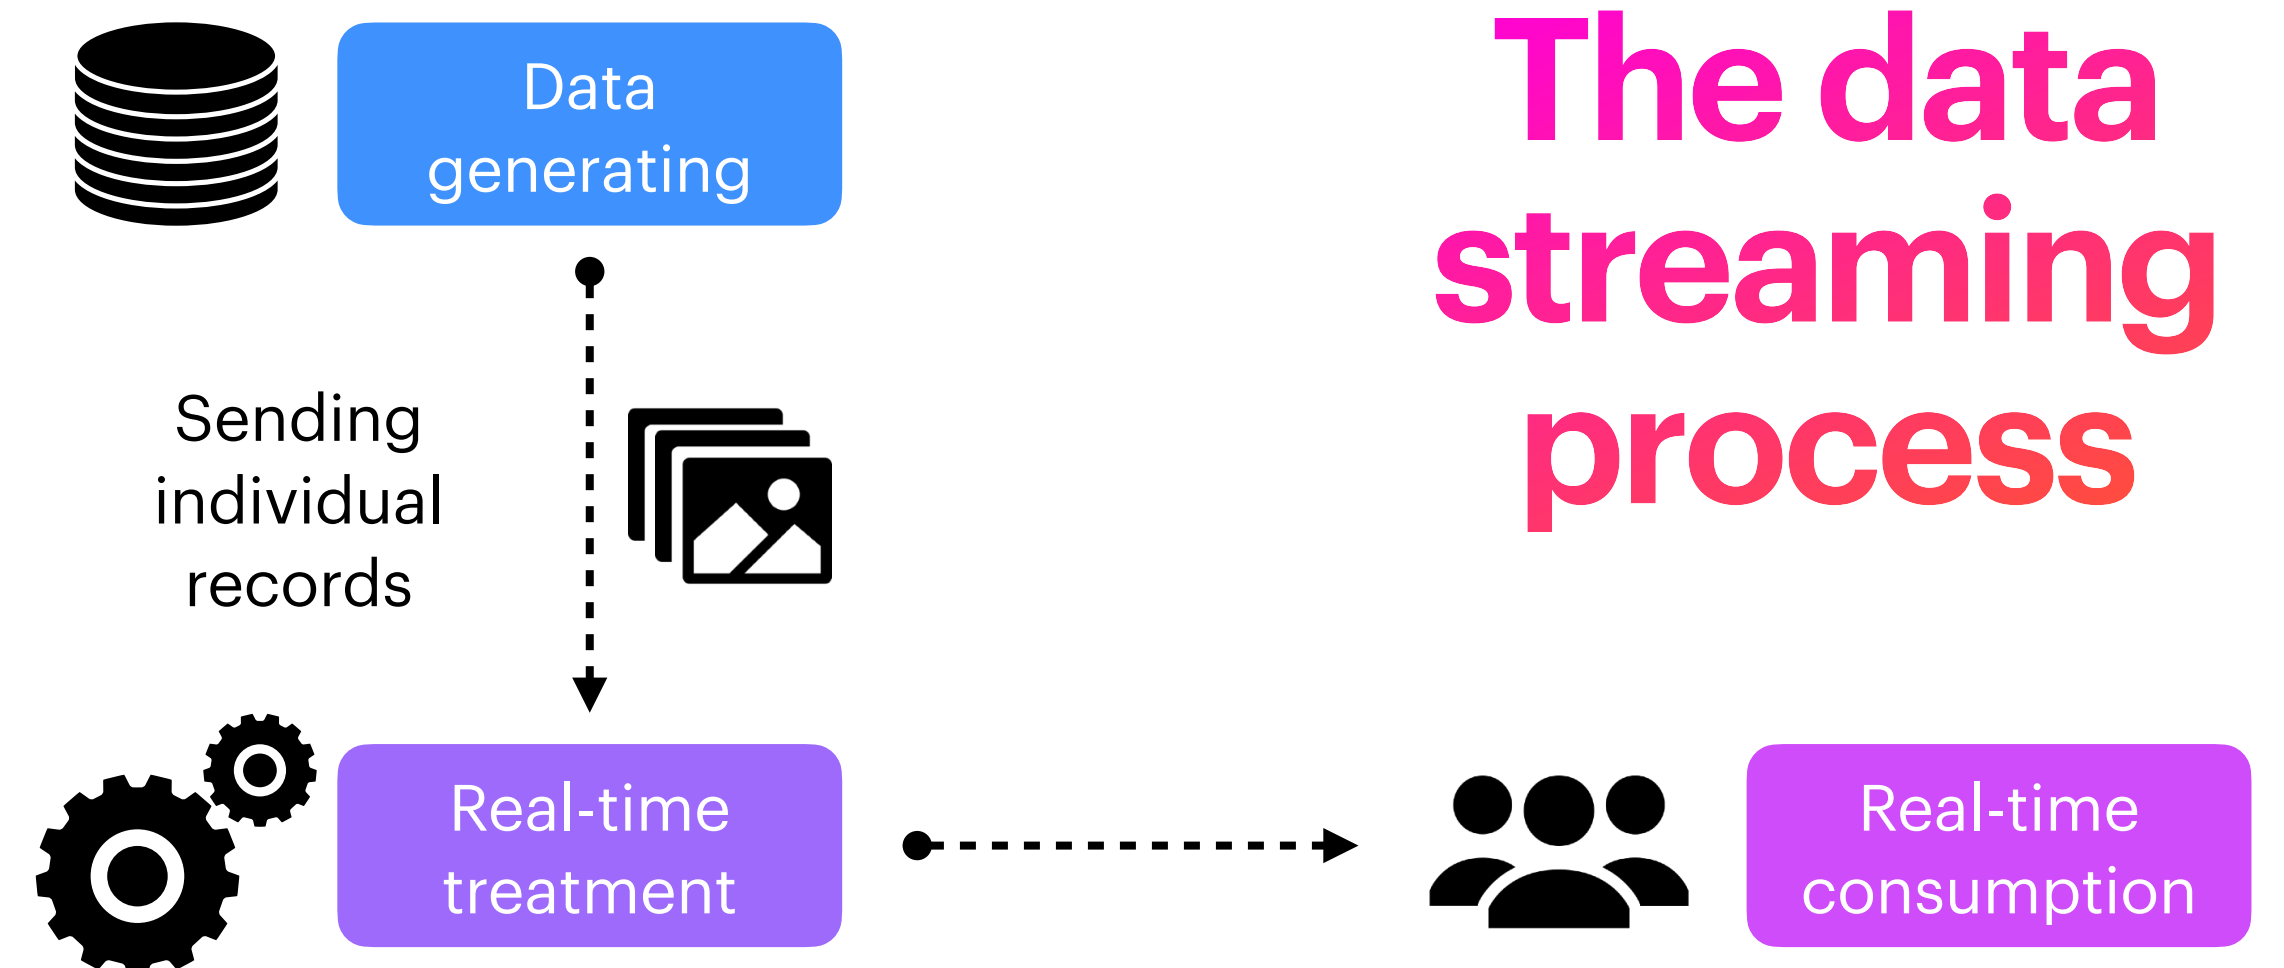 The data
streaming
process
Data
generating
Sending
individual
records
Real-time
treatment
Real-time
consumption